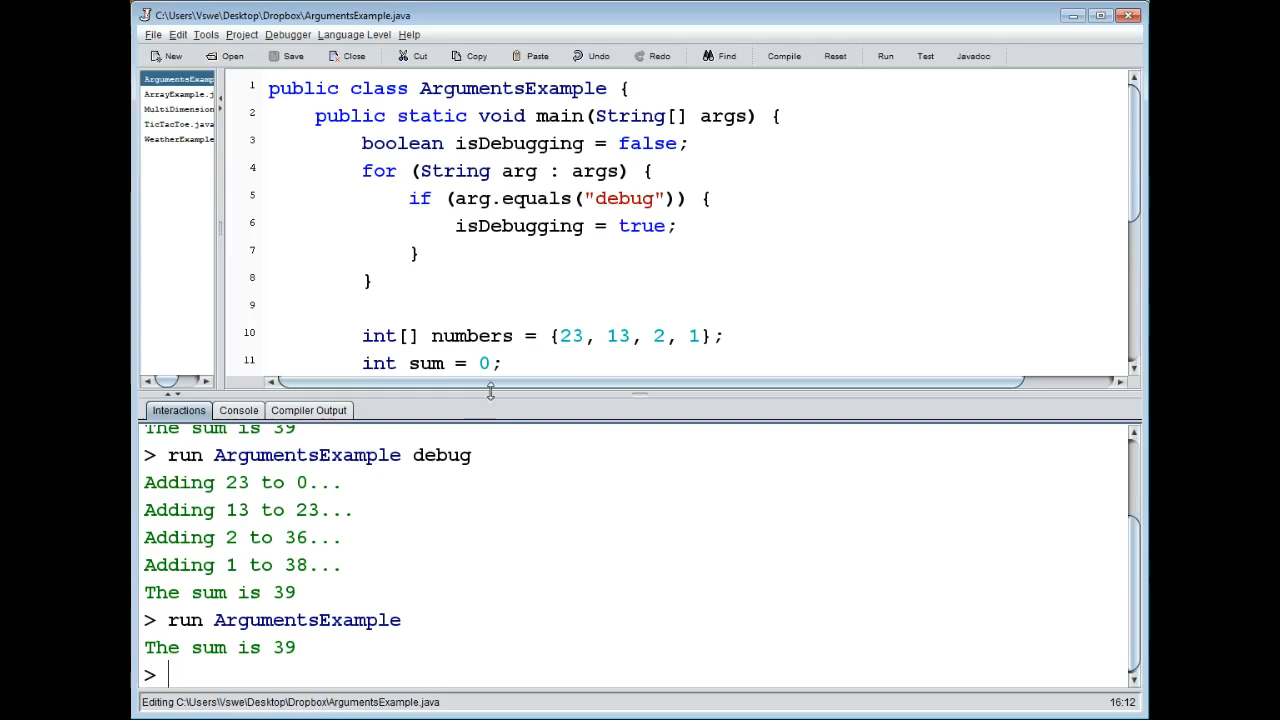 C:\Users\Vswe\Desktop\Dropbox\ArgumentsExample.java
File Edit Tools Project Debugger Language Level Help
New Open Save Close Cut Copy Paste Undo Redo Find Compile Reset Run Test Javadoc
ArgumentsExamp
ArrayExample.j
MultiDimension
TicTacToe.java
WeatherExample
1 public class ArgumentsExample {
2 public static void main(String[] args) {
3 boolean isDebugging = false;
4 for (String arg : args) {
5 if (arg.equals("debug")) {
6 isDebugging = true;
7 }
8 }
9
10 int[] numbers = {23, 13, 2, 1};
11 int sum = 0;
Interactions Console Compiler Output
The sum is 39
> run ArgumentsExample debug
Adding 23 to 0...
Adding 13 to 23...
Adding 2 to 36...
Adding 1 to 38...
The sum is 39
> run ArgumentsExample
The sum is 39
>
Editing C:\Users\Vswe\Desktop\Dropbox\ArgumentsExample.java 16:12